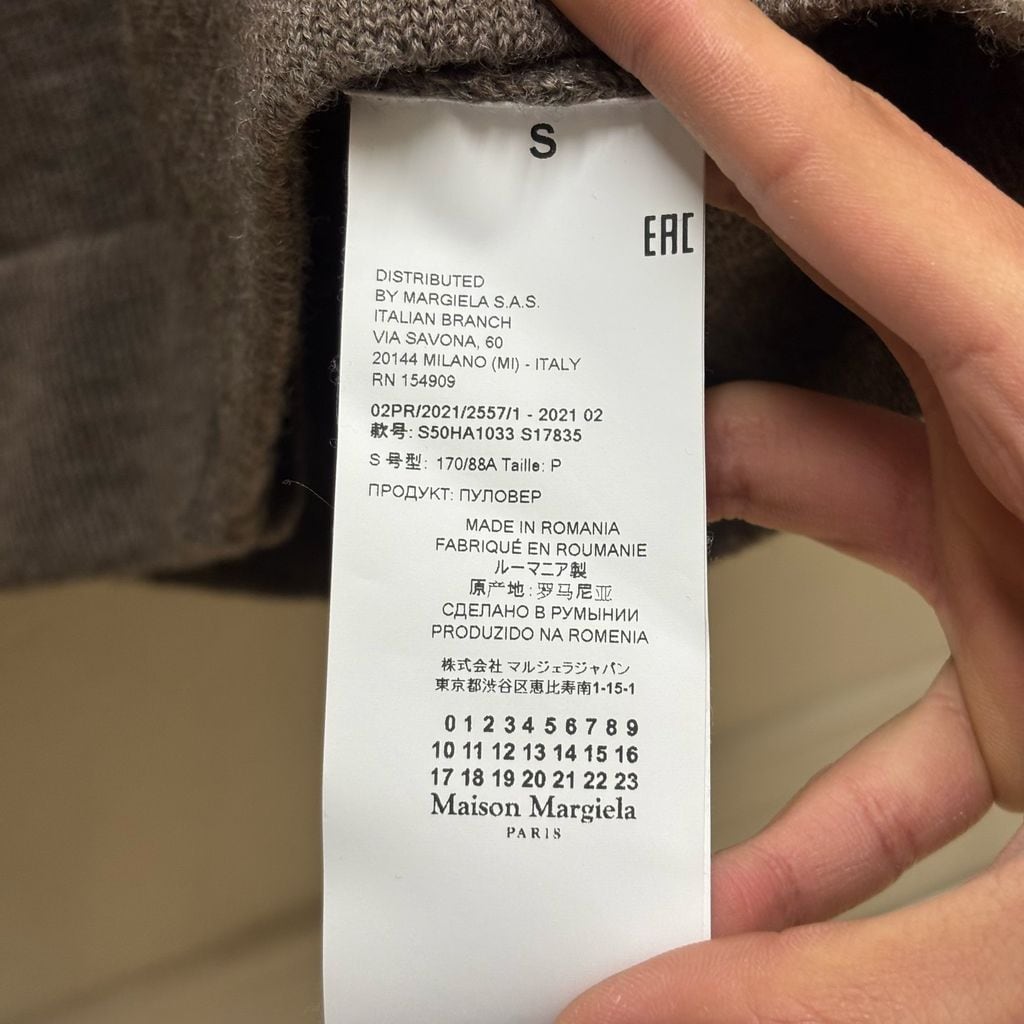 S
EAC
DISTRIBUTED
BY MARGIELA S.A.S.
ITALIAN BRANCH
VIA SAVONA, 60
20144 MILANO (MI) - ITALY
RN 154909
02PR/2021/2557/1 - 2021 02
款号: S50HA1033 S17835
S 号型: 170/88A Taille: P
ПРОДУКТ: ПУЛОВЕР
MADE IN ROMANIA
FABRIQUÉ EN ROUMANIE
ルーマニア製
原产地: 罗马尼亚
СДЕЛАНО В РУМЫНИИ
PRODUZIDO NA ROMENIA
株式会社 マルジェラジャパン
東京都渋谷区恵比寿南1-15-1
0 1 2 3 4 5 6 7 8 9
10 11 12 13 14 15 16
17 18 19 20 21 22 23
Maison Margiela
PARIS